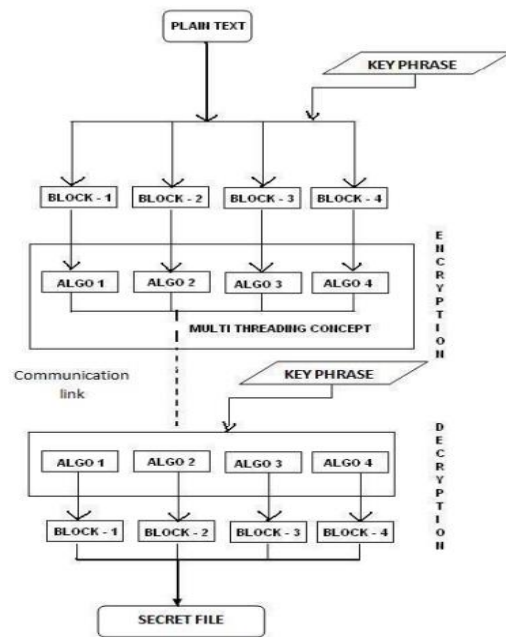 PLAIN TEXT
KEY PHRASE
BLOCK - 1 BLOCK - 2 BLOCK - 3 BLOCK - 4
ALGO 1 ALGO 2 ALGO 3 ALGO 4
MULTI THREADING CONCEPT
ENCRYPTION
Communication
link
KEY PHRASE
ALGO 1 ALGO 2 ALGO 3 ALGO 4
DECRYPTION
BLOCK - 1 BLOCK - 2 BLOCK - 3 BLOCK - 4
SECRET FILE